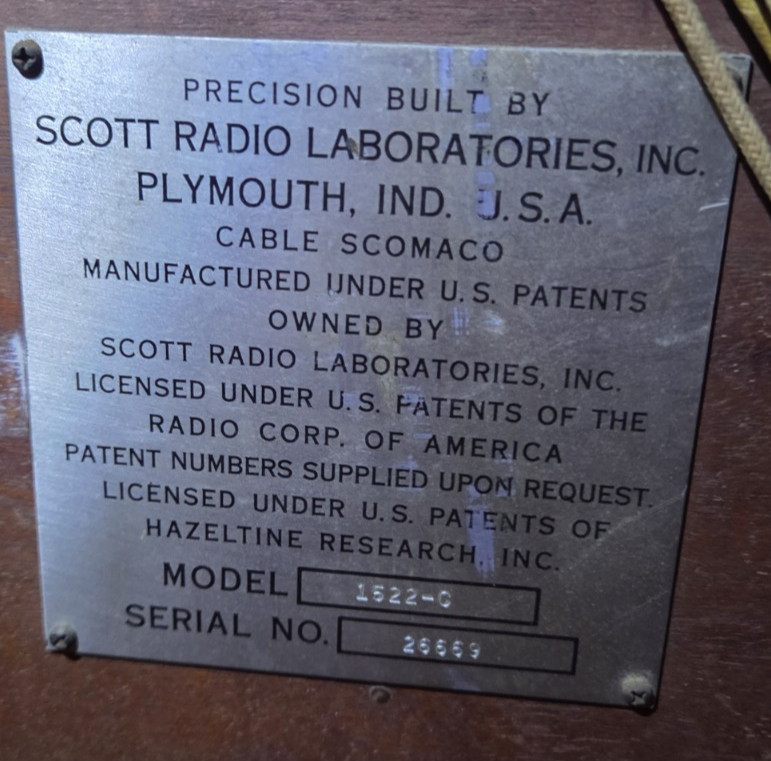 PRECISION BUILT BY
SCOTT RADIO LABORATORIES, INC.
PLYMOUTH, IND. U.S.A.
CABLE SCOMACO
MANUFACTURED UNDER U.S. PATENTS
OWNED BY
SCOTT RADIO LABORATORIES, INC.
LICENSED UNDER U.S. PATENTS OF THE
RADIO CORP. OF AMERICA
PATENT NUMBERS SUPPLIED UPON REQUEST.
LICENSED UNDER U.S. PATENTS OF
HAZELTINE RESEARCH, INC.
MODEL 1522-C
SERIAL NO. 26669